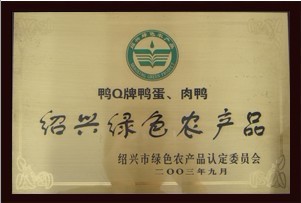 鸭Q牌鸭蛋、肉鸭
绍兴绿色农产品
绍兴市绿色农产品认定委员会
二〇〇三年九月